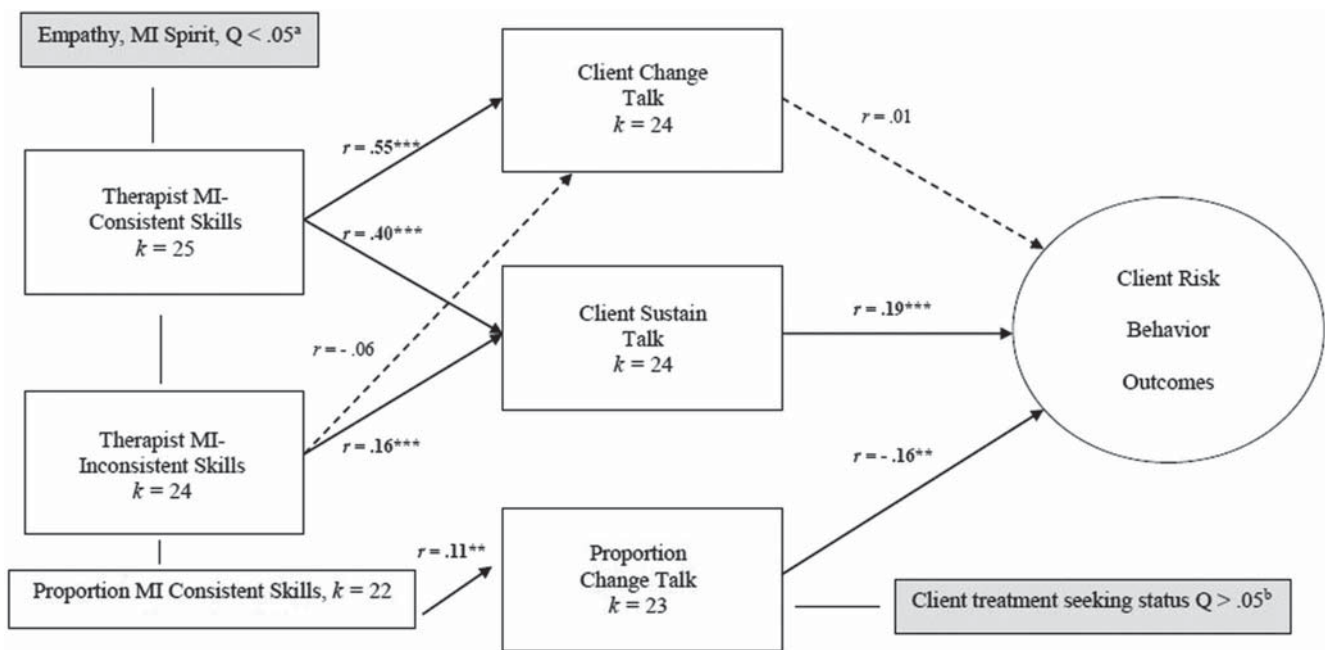 Empathy, MI Spirit, Q < .05ᵃ
Therapist MI-
Consistent Skills
k = 25
Therapist MI-
Inconsistent Skills
k = 24
Proportion MI Consistent Skills, k = 22
r = .55***
r = .40***
r = - .06
r = .16***
r = .11**
Client Change
Talk
k = 24
Client Sustain
Talk
k = 24
Proportion
Change Talk
k = 23
r = .01
r = .19***
r = - .16**
Client Risk
Behavior
Outcomes
Client treatment seeking status Q > .05ᵇ